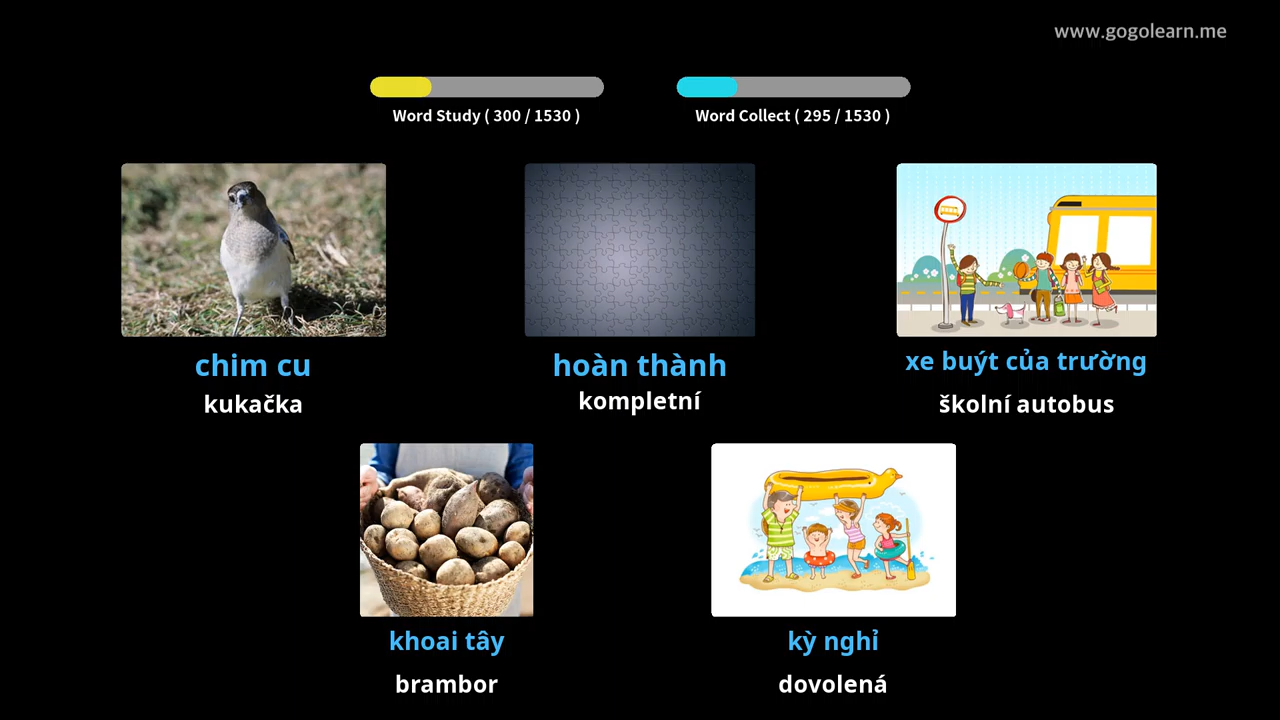 www.gogolearn.me
Word Study ( 300 / 1530 )
Word Collect ( 295 / 1530 )
chim cu
kukačka
hoàn thành
kompletní
xe buýt của trường
školní autobus
khoai tây
brambor
kỳ nghỉ
dovolená